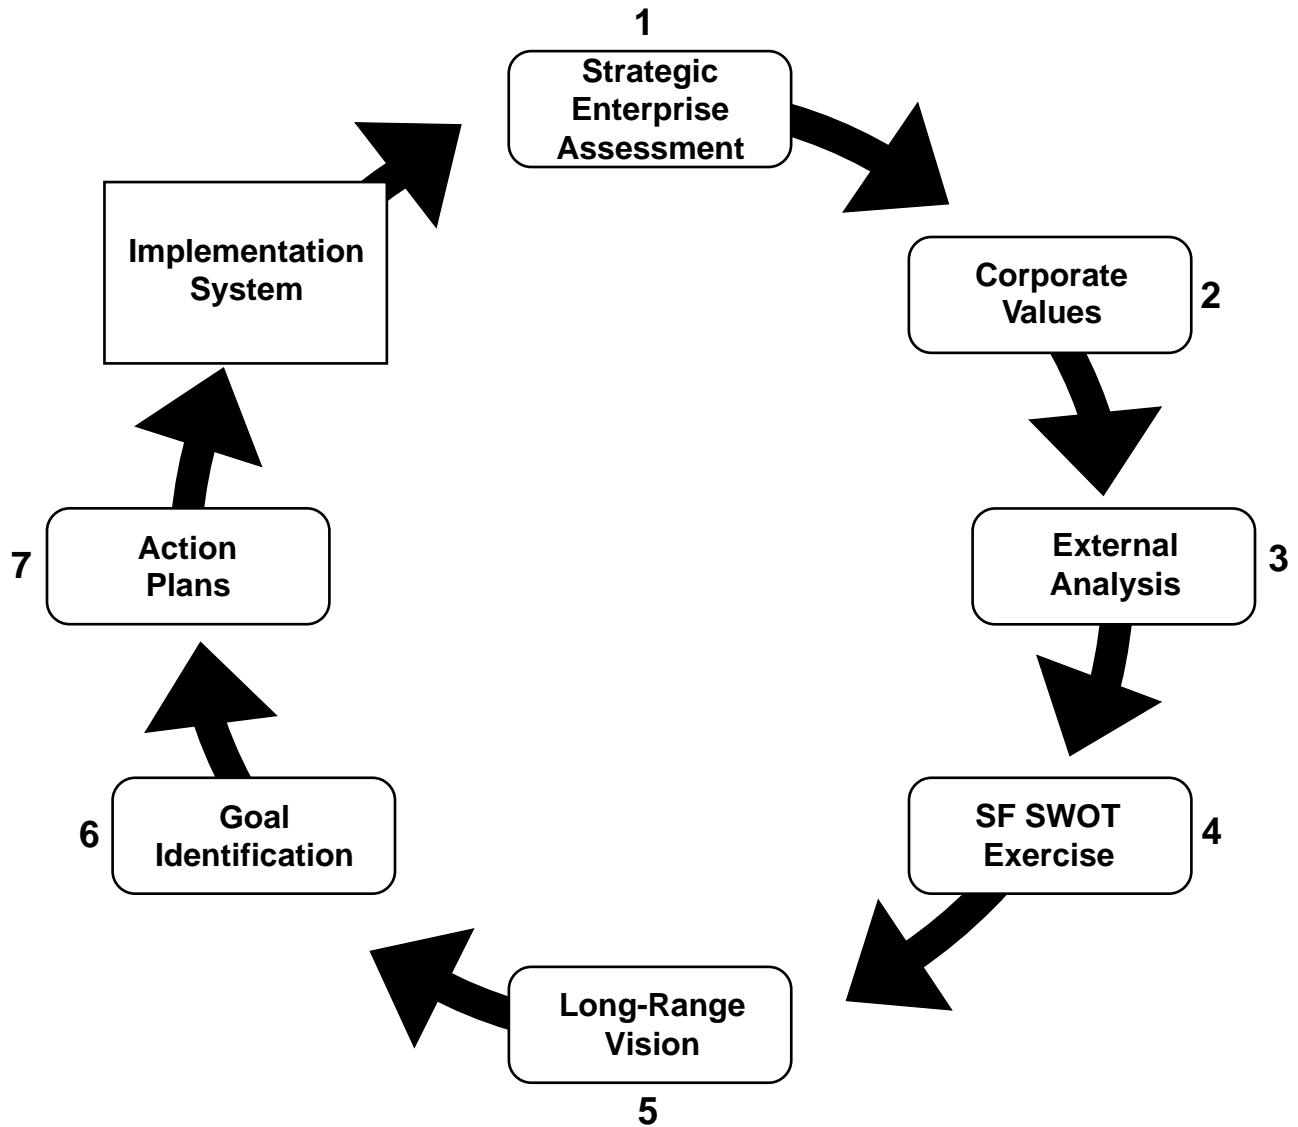 1
Strategic
Enterprise
Assessment
Corporate
Values
2
External
Analysis
3
SF SWOT
Exercise
4
Long-Range
Vision
5
Goal
Identification
6
Action
Plans
7
Implementation
System